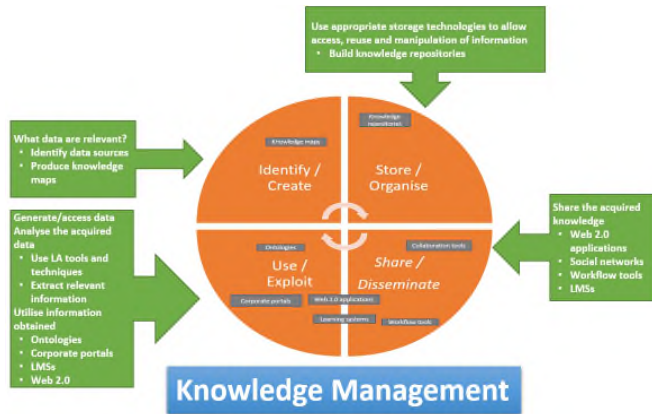 Use appropriate storage technologies to allow
access, reuse and manipulation of information
• Build knowledge repositories
What data are relevant?
• Identify data sources
• Produce knowledge
maps
Knowledge maps
Identify /
Create
Knowledge
repositories
Store /
Organise
Generate/access data
Analyse the acquired
data
• Use LA tools and
techniques
• Extract relevant
information
Utilise information
obtained
• Ontologies
• Corporate portals
• LMSs
• Web 2.0
Ontologies
Use /
Exploit
Corporate portals
Web 2.0 applications
Learning systems
Collaboration tools
Share /
Disseminate
Workflow tools
Share the acquired
knowledge
• Web 2.0
applications
• Social networks
• Workflow tools
• LMSs
Knowledge Management